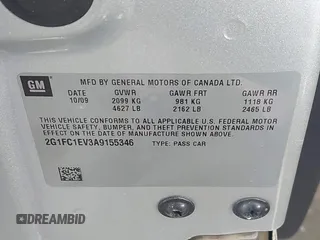 GM
MFD BY GENERAL MOTORS OF CANADA LTD.
DATE GVWR GAWR FRT GAWR RR
10/09 2099 KG 981 KG 1118 KG
4627 LB 2162 LB 2465 LB
THIS VEHICLE CONFORMS TO ALL APPLICABLE U.S. FEDERAL MOTOR
VEHICLE SAFETY, BUMPER, AND THEFT PREVENTION STANDARDS
IN EFFECT ON THE DATE OF MANUFACTURE SHOWN ABOVE.
2G1FC1EV3A9155346 TYPE: PASS CAR
DREAMBID